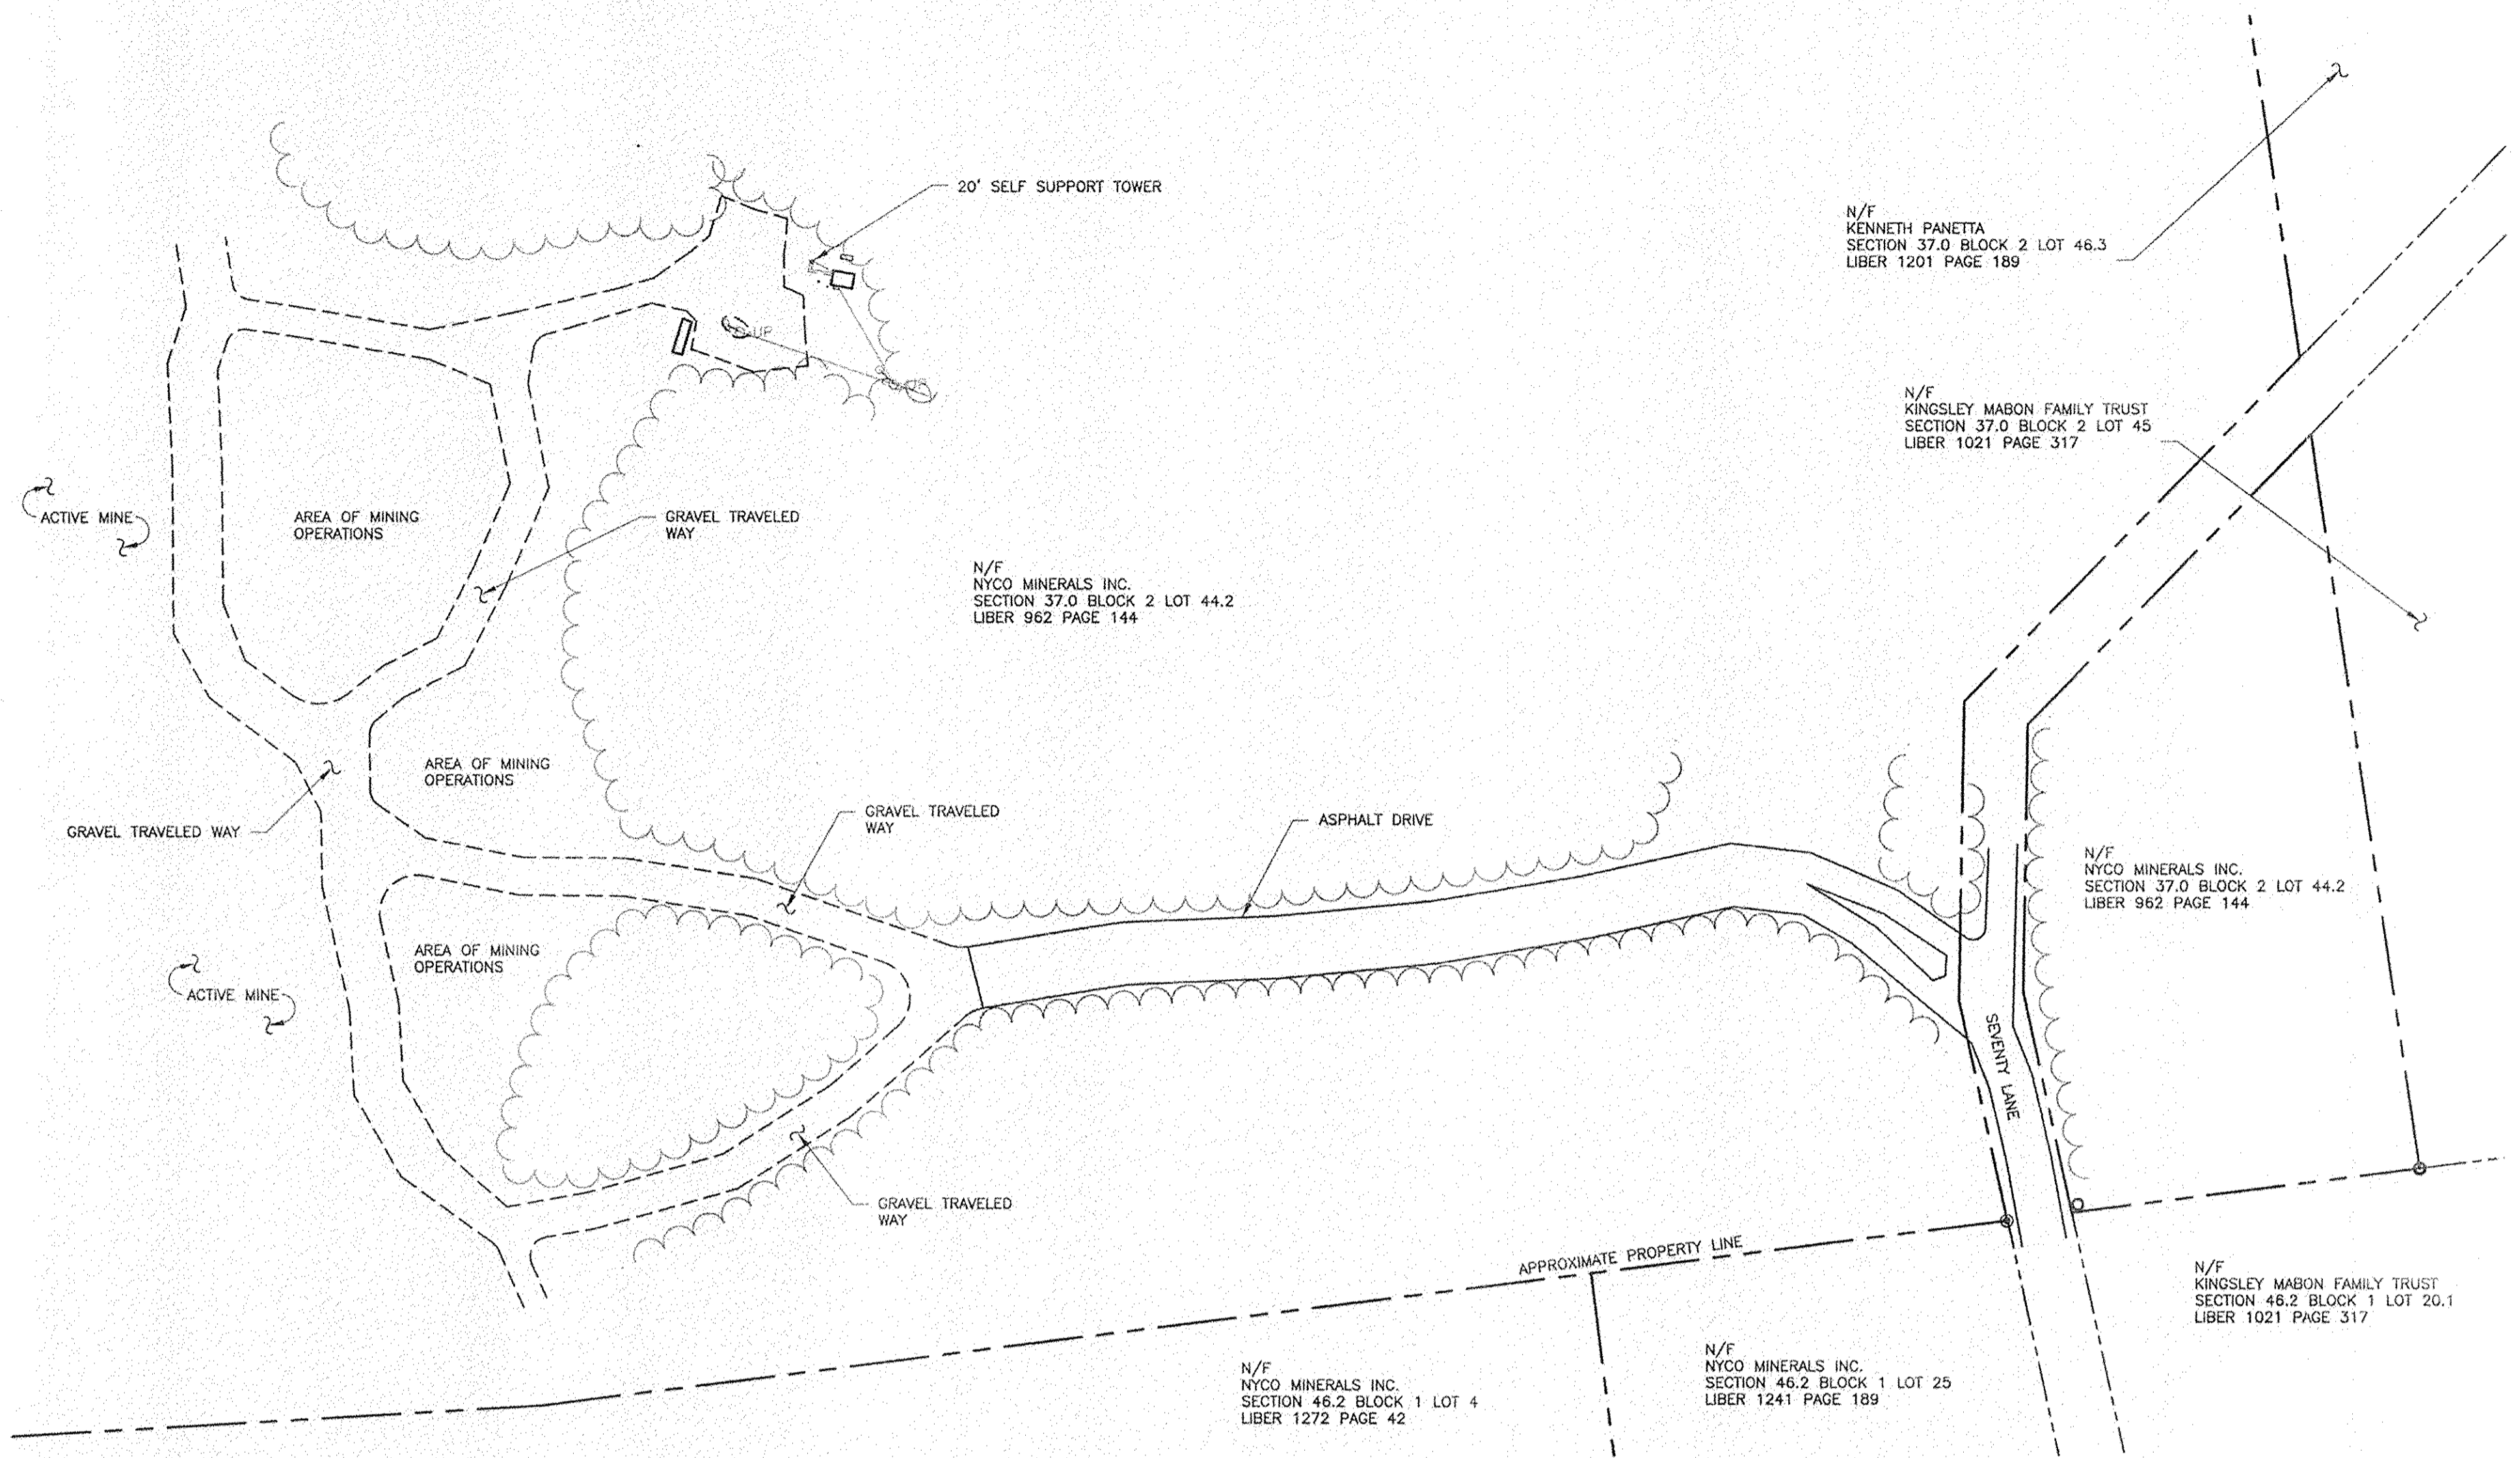 20' SELF SUPPORT TOWER
N/F
KENNETH PANETTA
SECTION 37.0 BLOCK 2 LOT 46.3
LIBER 1201 PAGE 189
N/F
KINGSLEY MABON FAMILY TRUST
SECTION 37.0 BLOCK 2 LOT 45
LIBER 1021 PAGE 317
ACTIVE MINE
AREA OF MINING
OPERATIONS
GRAVEL TRAVELED
WAY
N/F
NYCO MINERALS INC.
SECTION 37.0 BLOCK 2 LOT 44.2
LIBER 962 PAGE 144
AREA OF MINING
OPERATIONS
GRAVEL TRAVELED WAY
GRAVEL TRAVELED
WAY
ASPHALT DRIVE
N/F
NYCO MINERALS INC.
SECTION 37.0 BLOCK 2 LOT 44.2
LIBER 962 PAGE 144
AREA OF MINING
OPERATIONS
ACTIVE MINE
SEVENTY LANE
GRAVEL TRAVELED
WAY
APPROXIMATE PROPERTY LINE
N/F
KINGSLEY MABON FAMILY TRUST
SECTION 46.2 BLOCK 1 LOT 20.1
LIBER 1021 PAGE 317
N/F
NYCO MINERALS INC.
SECTION 46.2 BLOCK 1 LOT 4
LIBER 1272 PAGE 42
N/F
NYCO MINERALS INC.
SECTION 46.2 BLOCK 1 LOT 25
LIBER 1241 PAGE 189